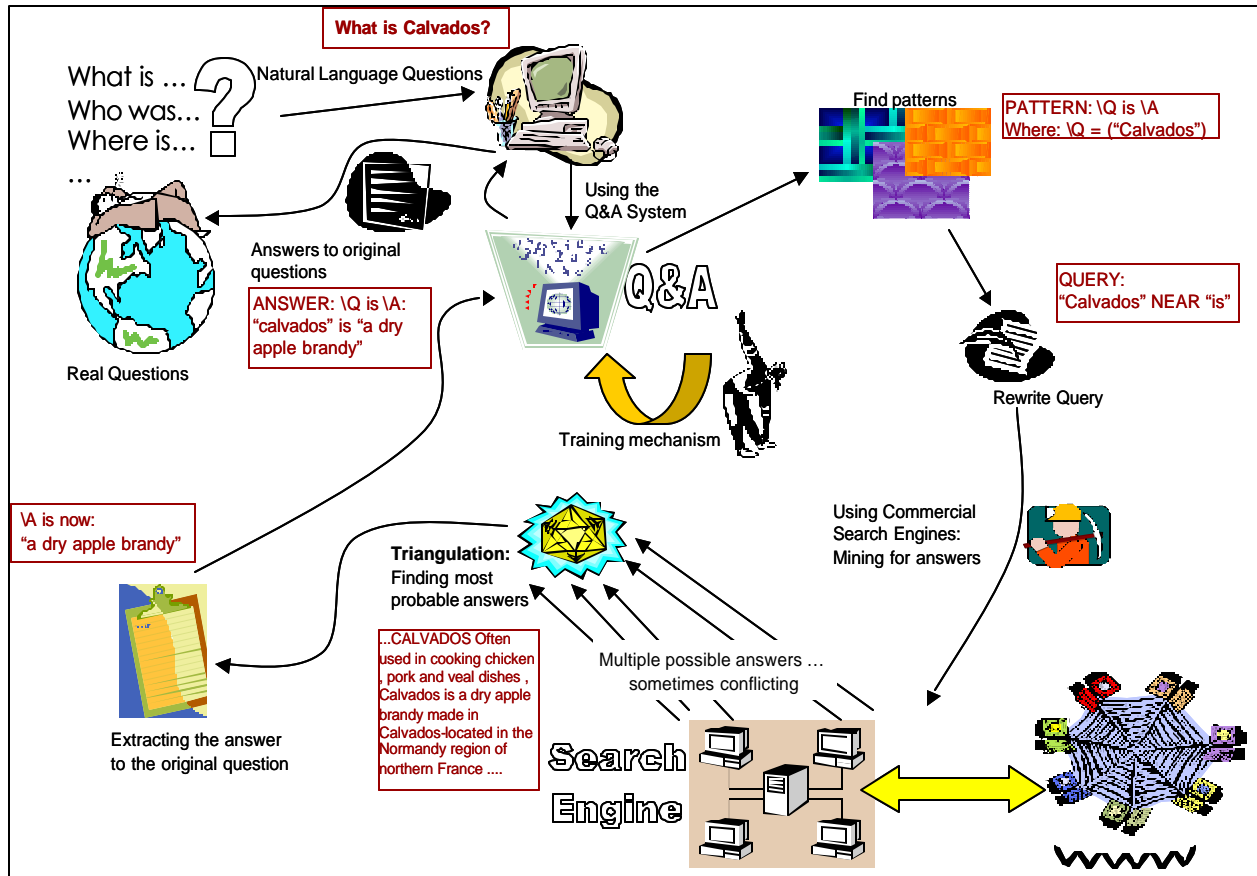 What is Calvados?
What is ...
Who was...
Where is...
...
?
Natural Language Questions
Find patterns
PATTERN: \Q is \A
Where: \Q = (“Calvados”)
Using the
Q&A System
Answers to original
questions
ANSWER: \Q is \A:
“calvados” is “a dry
apple brandy”
Real Questions
Q&A
QUERY:
“Calvados” NEAR “is”
Rewrite Query
Training mechanism
\A is now:
“a dry apple brandy”
Triangulation:
Finding most
probable answers
Using Commercial
Search Engines:
Mining for answers
...CALVADOS Often
used in cooking chicken
, pork and veal dishes ,
Calvados is a dry apple
brandy made in
Calvados-located in the
Normandy region of
northern France ....
Multiple possible answers ...
sometimes conflicting
Extracting the answer
to the original question
Search
Engine